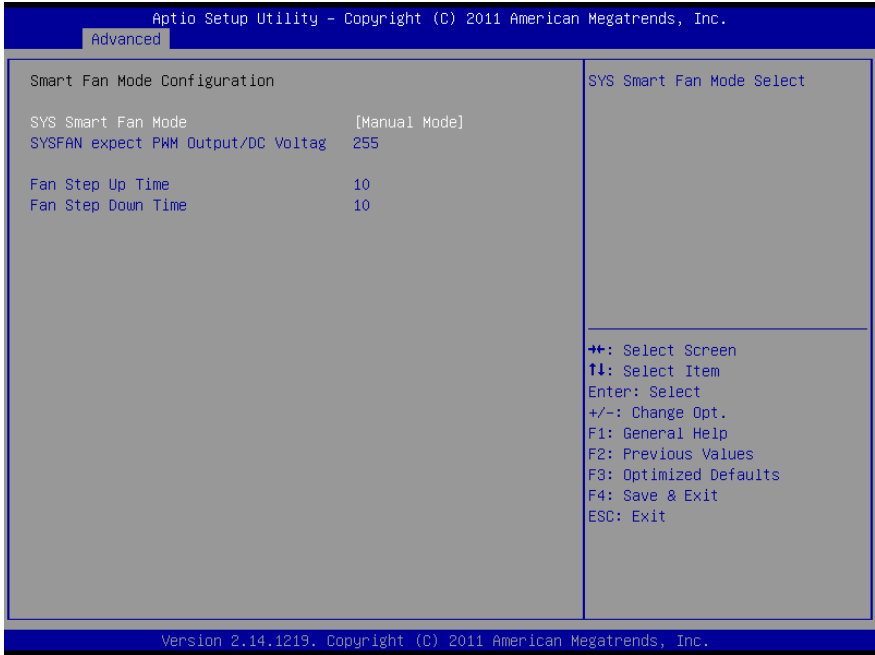 Aptio Setup Utility – Copyright (C) 2011 American Megatrends, Inc.
Advanced
Smart Fan Mode Configuration
SYS Smart Fan Mode [Manual Mode]
SYSFAN expect PWM Output/DC Voltag 255
Fan Step Up Time 10
Fan Step Down Time 10
SYS Smart Fan Mode Select
→←: Select Screen
↑↓: Select Item
Enter: Select
+/-: Change Opt.
F1: General Help
F2: Previous Values
F3: Optimized Defaults
F4: Save & Exit
ESC: Exit
Version 2.14.1219. Copyright (C) 2011 American Megatrends, Inc.